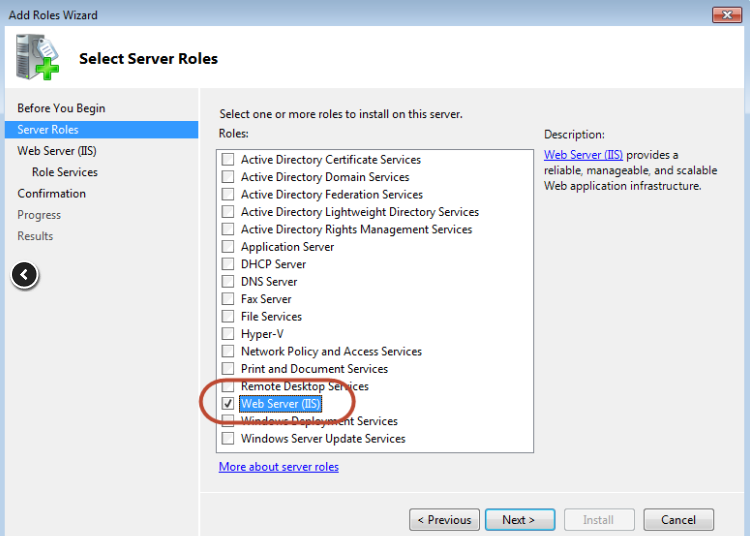 Add Roles Wizard
Select Server Roles
Before You Begin
Server Roles
Web Server (IIS)
Role Services
Confirmation
Progress
Results
Select one or more roles to install on this server.
Roles:
Active Directory Certificate Services
Active Directory Domain Services
Active Directory Federation Services
Active Directory Lightweight Directory Services
Active Directory Rights Management Services
Application Server
DHCP Server
DNS Server
Fax Server
File Services
Hyper-V
Network Policy and Access Services
Print and Document Services
Remote Desktop Services
Web Server (IIS)
Windows Deployment Services
Windows Server Update Services
More about server roles
Description:
Web Server (IIS) provides a
reliable, manageable, and scalable
Web application infrastructure.
< Previous
Next >
Install
Cancel